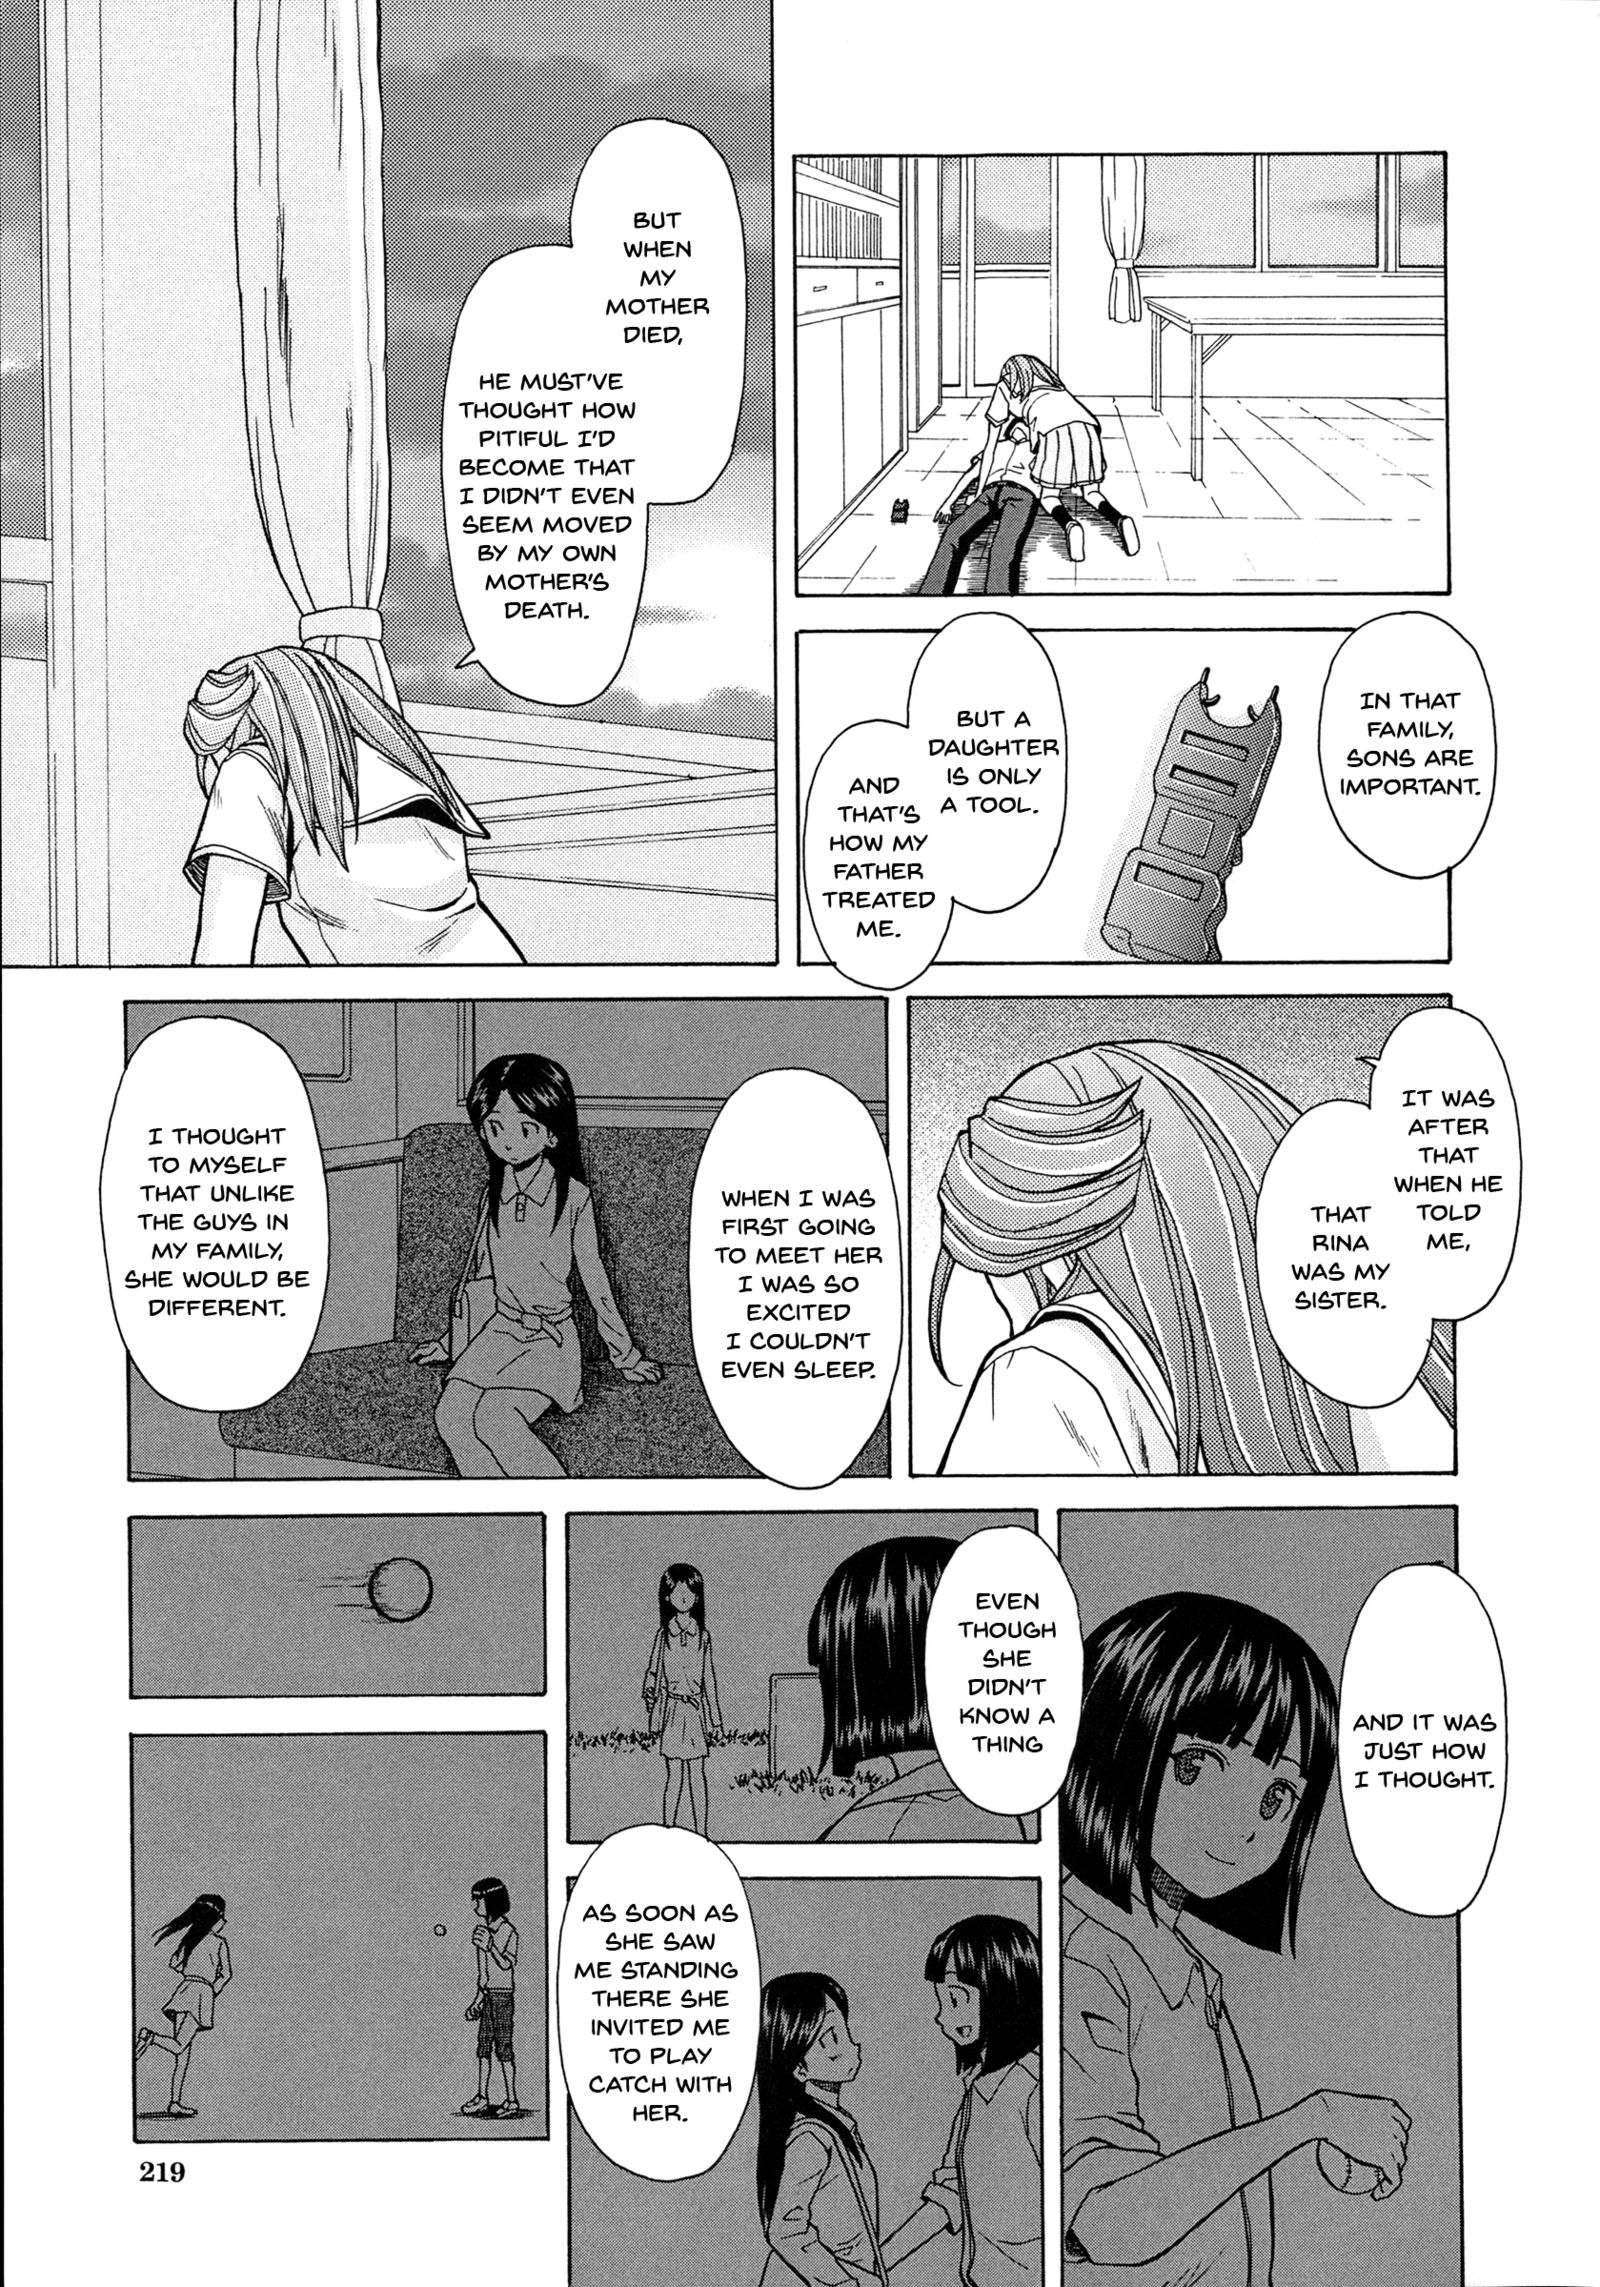 IN THAT
FAMILY,
SONS ARE
IMPORTANT.
BUT A
DAUGHTER
IS ONLY
A TOOL.
AND
THAT'S
HOW MY
FATHER
TREATED
ME.
BUT
WHEN
MY
MOTHER
DIED,
HE MUST'VE
THOUGHT HOW
PITIFUL I'D
BECOME THAT
I DIDN'T EVEN
SEEM MOVED
BY MY OWN
MOTHER'S
DEATH.
IT WAS
AFTER
THAT
WHEN HE
TOLD
ME,
THAT
RINA
WAS MY
SISTER.
WHEN I WAS
FIRST GOING
TO MEET HER
I WAS SO
EXCITED
I COULDN'T
EVEN SLEEP.
I THOUGHT
TO MYSELF
THAT UNLIKE
THE GUYS IN
MY FAMILY,
SHE WOULD BE
DIFFERENT.
AND IT WAS
JUST HOW
I THOUGHT.
EVEN
THOUGH
SHE
DIDN'T
KNOW A
THING
AS SOON AS
SHE SAW
ME STANDING
THERE SHE
INVITED ME
TO PLAY
CATCH WITH
HER.
219